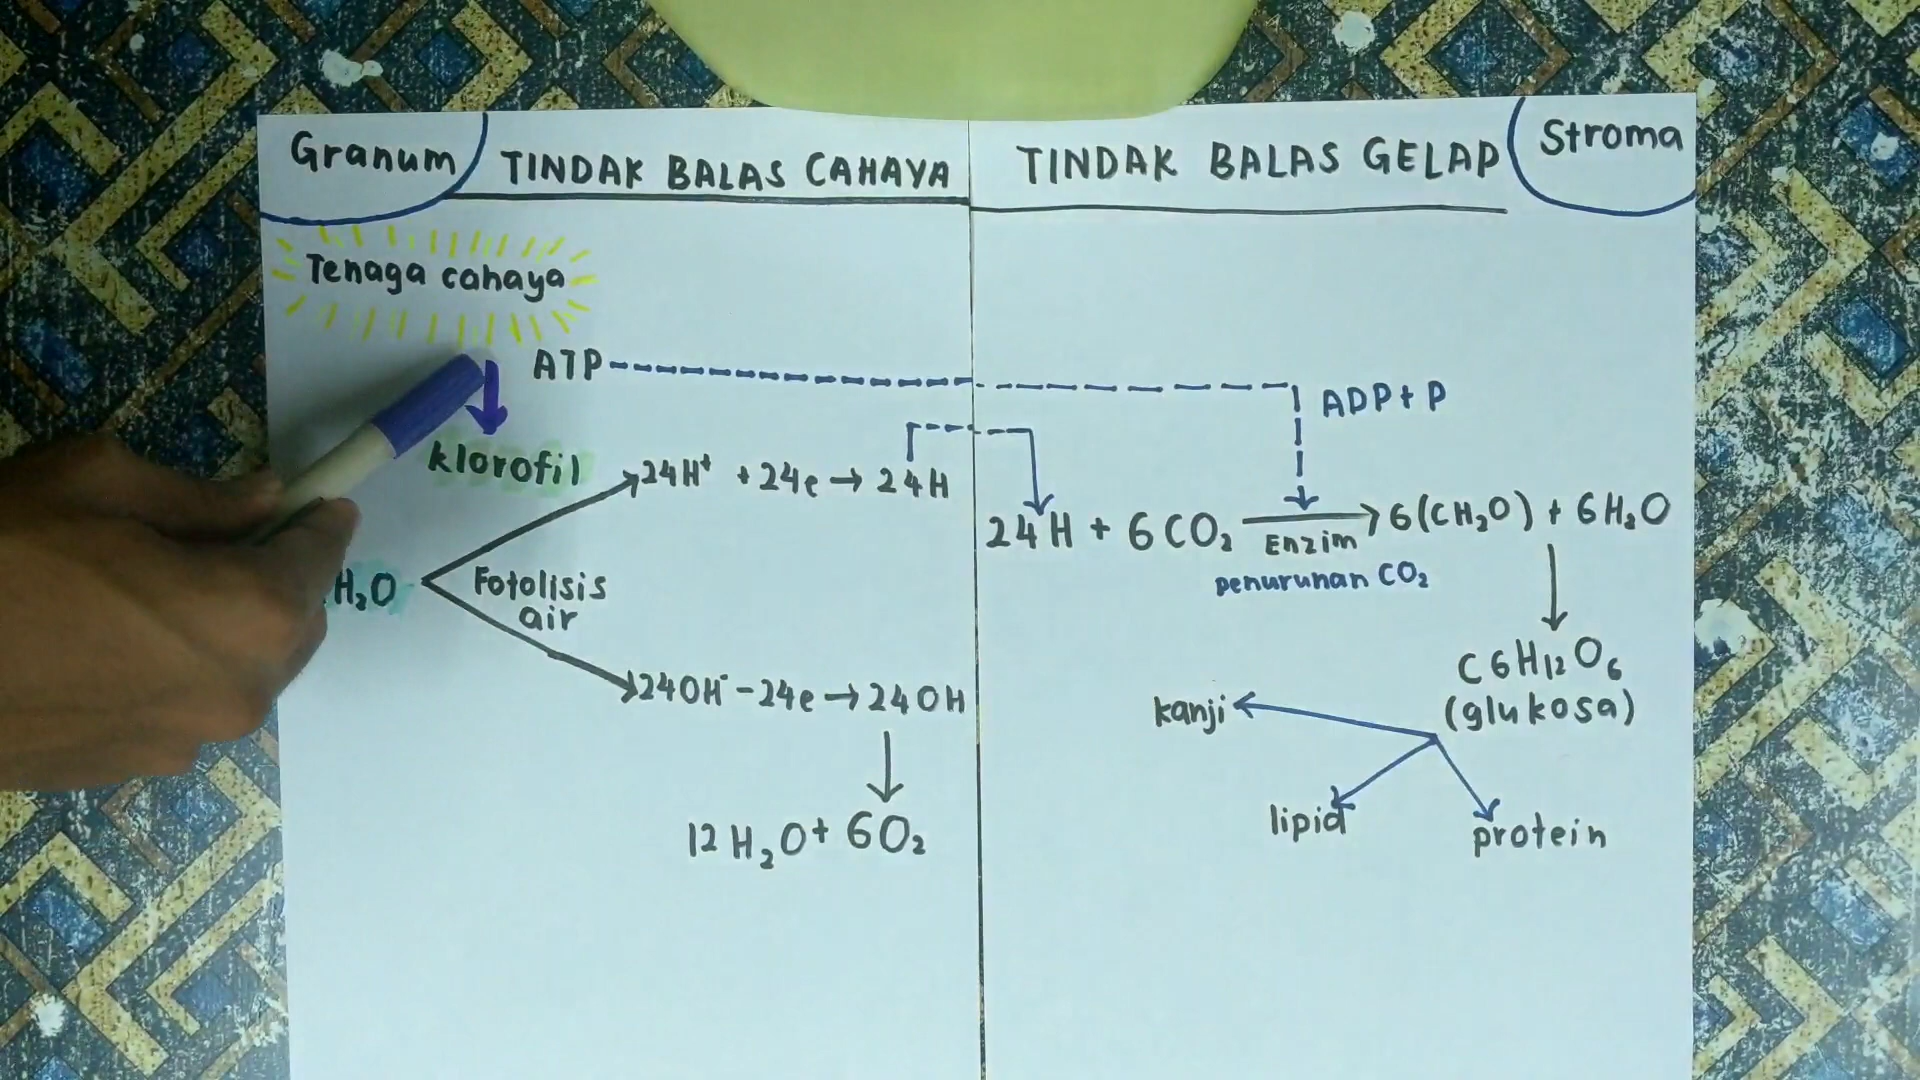 Granum
TINDAK BALAS CAHAYA
TINDAK BALAS GELAP
Stroma
Tenaga cahaya
ATP
ADP + P
klorofil
24H⁺ + 24e → 24H
24H + 6CO₂ → 6(CH₂O) + 6H₂O
Enzim
penurunan CO₂
H₂O
Fotolisis
air
24OH⁻ - 24e → 24OH
C6H₁₂O₆
(glukosa)
kanji
lipid
protein
12H₂O + 6O₂